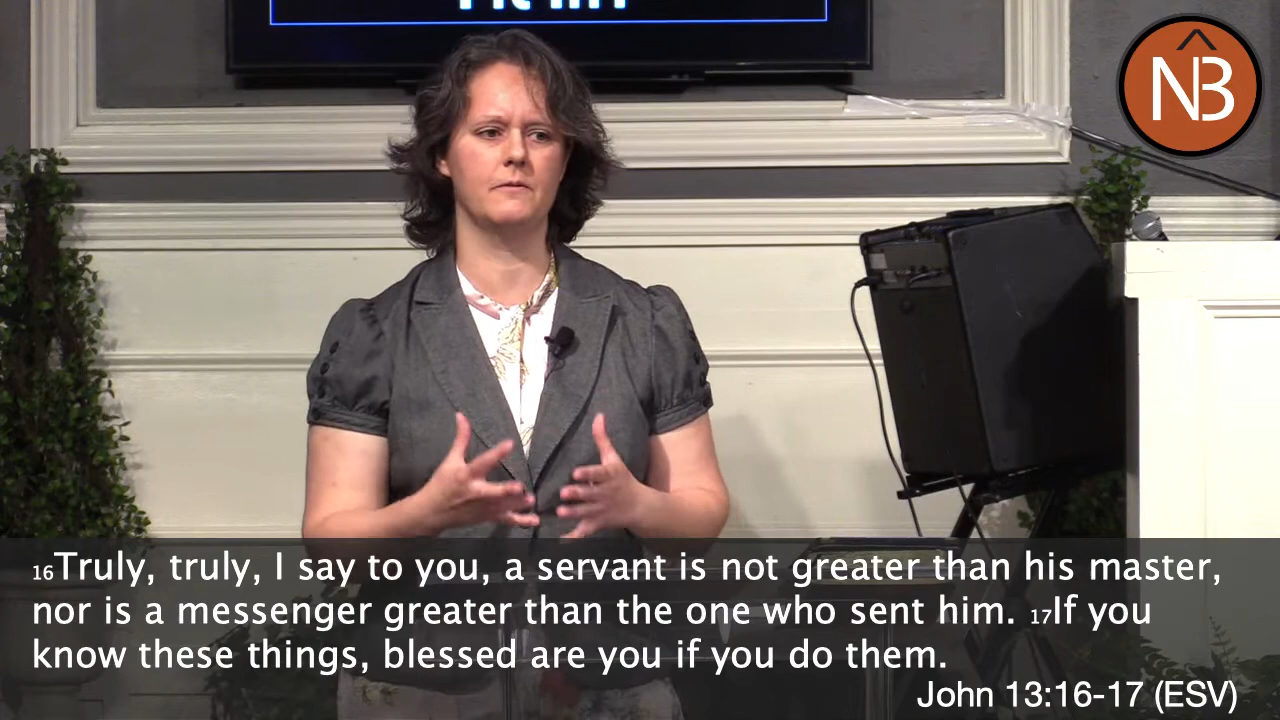 NB
16Truly, truly, I say to you, a servant is not greater than his master,
nor is a messenger greater than the one who sent him. 17If you
know these things, blessed are you if you do them.
John 13:16-17 (ESV)